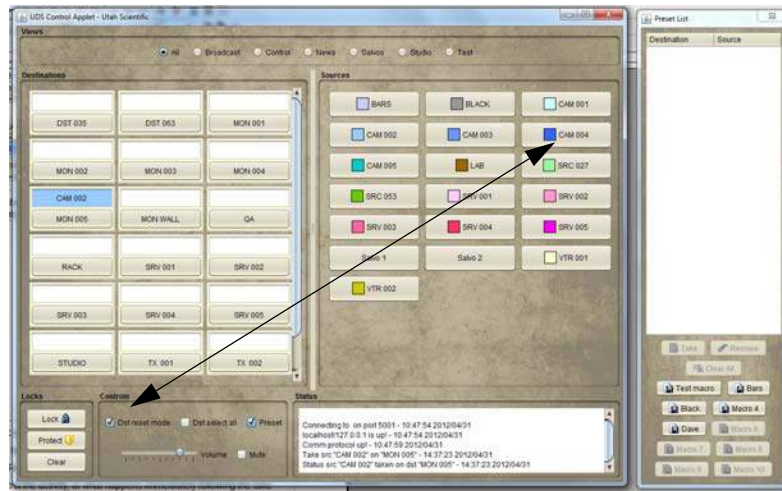 UDS Control Applet - Utah Scientific
Views
All Broadcast Control News Salvos Studio Test
Destinations
DST 035 DST 063 MON 001
MON 002 MON 003 MON 004
CAM 002
MON 005 MON WALL QA
RACK SRV 001 SRV 002
SRV 003 SRV 004 SRV 005
STUDIO TX 001 TX 002
Sources
BARS BLACK CAM 001
CAM 002 CAM 003 CAM 004
CAM 005 LAB SRC 027
SRC 053 SRV 001 SRV 002
SRV 003 SRV 004 SRV 005
Salvo 1 Salvo 2 VTR 001
VTR 002
Locks
Lock
Protect
Clear
Controls
Dst reset mode Dst select all Preset
Volume Mute
Status
Connecting to on port 5001 - 10:47:54 2012/04/31
localhost/127.0.0.1 is up! - 10:47:54 2012/04/31
Comm protocol up! - 10:47:59 2012/04/31
Take src "CAM 002" on "MON 005" - 14:37:23 2012/04/31
Status src "CAM 002" taken on dst "MON 005" - 14:37:23 2012/04/31
Preset List
Destination Source
Take Remove
Clear All
Test macro Bars
Black Macro 4
Dave Macro 6
Macro 7 Macro 8
Macro 9 Macro 10